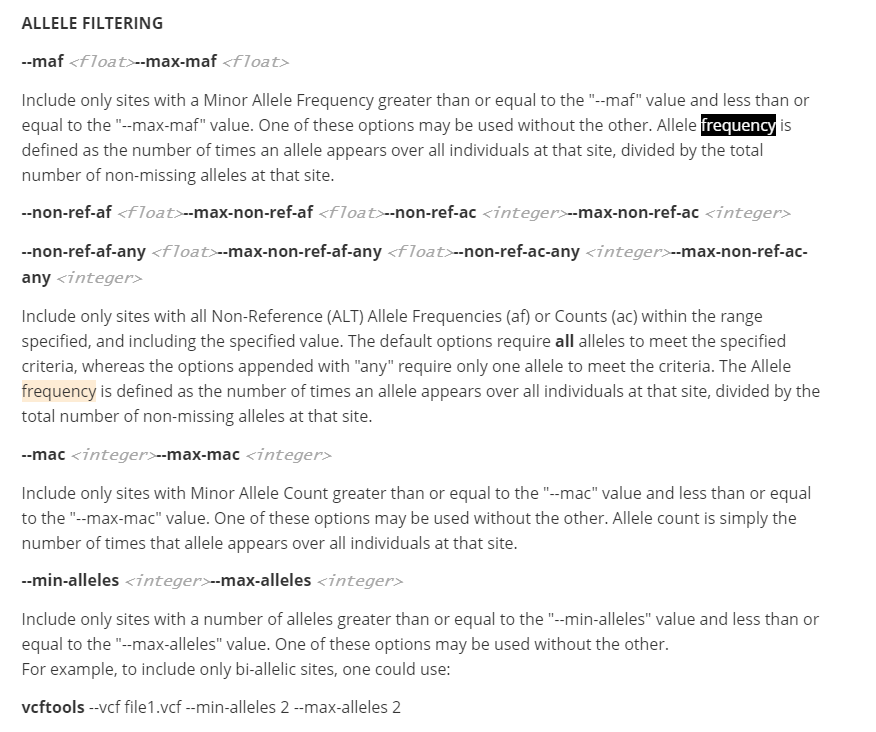 ALLELE FILTERING
--maf <float>--max-maf <float>
Include only sites with a Minor Allele Frequency greater than or equal to the "--maf" value and less than or
equal to the "--max-maf" value. One of these options may be used without the other. Allele frequency is
defined as the number of times an allele appears over all individuals at that site, divided by the total
number of non-missing alleles at that site.
--non-ref-af <float>--max-non-ref-af <float>--non-ref-ac <integer>--max-non-ref-ac <integer>
--non-ref-af-any <float>--max-non-ref-af-any <float>--non-ref-ac-any <integer>--max-non-ref-ac-
any <integer>
Include only sites with all Non-Reference (ALT) Allele Frequencies (af) or Counts (ac) within the range
specified, and including the specified value. The default options require all alleles to meet the specified
criteria, whereas the options appended with "any" require only one allele to meet the criteria. The Allele
frequency is defined as the number of times an allele appears over all individuals at that site, divided by the
total number of non-missing alleles at that site.
--mac <integer>--max-mac <integer>
Include only sites with Minor Allele Count greater than or equal to the "--mac" value and less than or equal
to the "--max-mac" value. One of these options may be used without the other. Allele count is simply the
number of times that allele appears over all individuals at that site.
--min-alleles <integer>--max-alleles <integer>
Include only sites with a number of alleles greater than or equal to the "--min-alleles" value and less than or
equal to the "--max-alleles" value. One of these options may be used without the other.
For example, to include only bi-allelic sites, one could use:
vcftools --vcf file1.vcf --min-alleles 2 --max-alleles 2